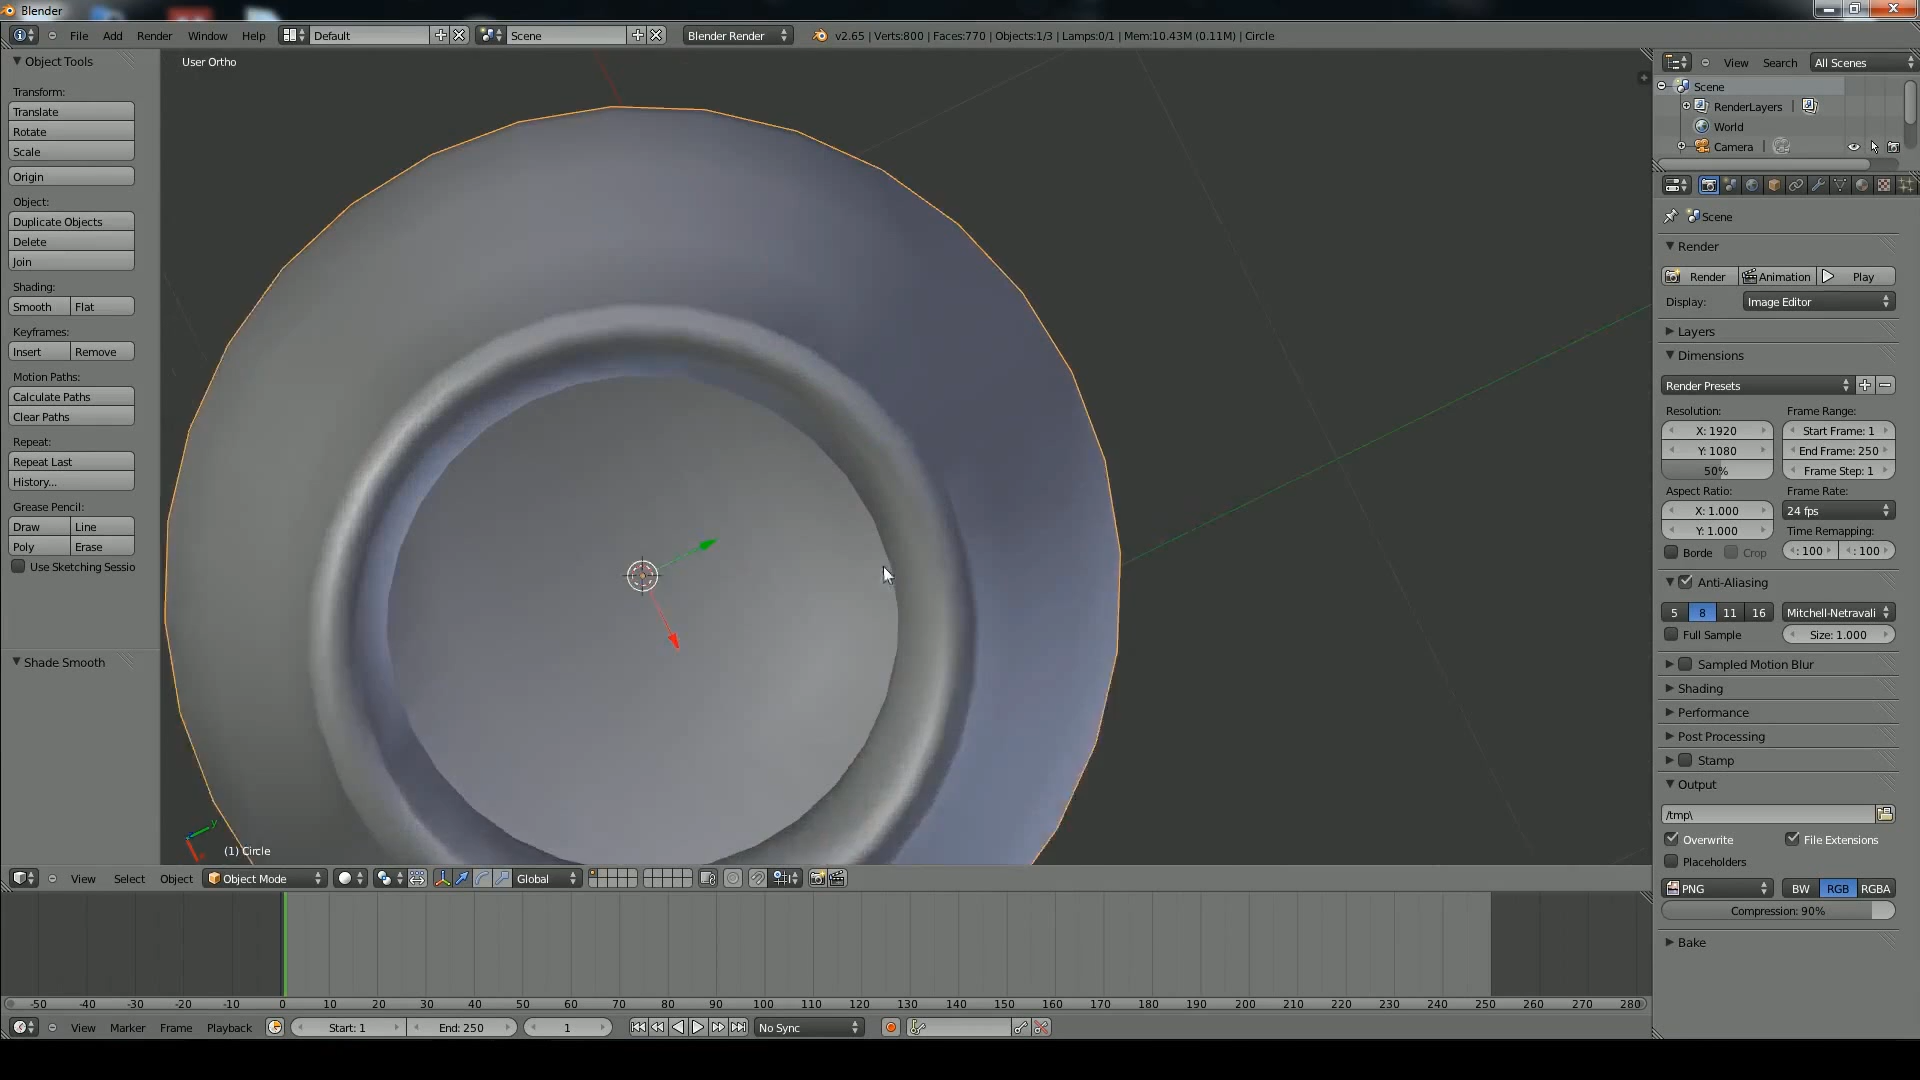 Blender
File Add Render Window Help Default Scene Blender Render v2.65 | Verts:800 | Faces:770 | Objects:1/3 | Lamps:0/1 | Mem:10.43M (0.11M) | Circle
Object Tools
Transform:
Translate
Rotate
Scale
Origin
Object:
Duplicate Objects
Delete
Join
Shading:
Smooth Flat
Keyframes:
Insert Remove
Motion Paths:
Calculate Paths
Clear Paths
Repeat:
Repeat Last
History...
Grease Pencil:
Draw Line
Poly Erase
Use Sketching Sessio
Shade Smooth
User Ortho
y
(1) Circle
View Select Object Object Mode Global
-50 -40 -30 -20 -10 0 10 20 30 40 50 60 70 80 90 100 110 120 130 140 150 160 170 180 190 200 210 220 230 240 250 260 270 280
View Marker Frame Playback Start: 1 End: 250 1 No Sync
View Search All Scenes
Scene
RenderLayers |
World
Camera |
Scene
Render
Render Animation Play
Display: Image Editor
Layers
Dimensions
Render Presets
Resolution: Frame Range:
X: 1920 Start Frame: 1
Y: 1080 End Frame: 250
50% Frame Step: 1
Aspect Ratio: Frame Rate:
X: 1.000 24 fps
Y: 1.000 Time Remapping:
Borde Crop : 100 : 100
Anti-Aliasing
5 8 11 16 Mitchell-Netravali
Full Sample Size: 1.000
Sampled Motion Blur
Shading
Performance
Post Processing
Stamp
Output
/tmp\
Overwrite File Extensions
Placeholders
PNG BW RGB RGBA
Compression: 90%
Bake